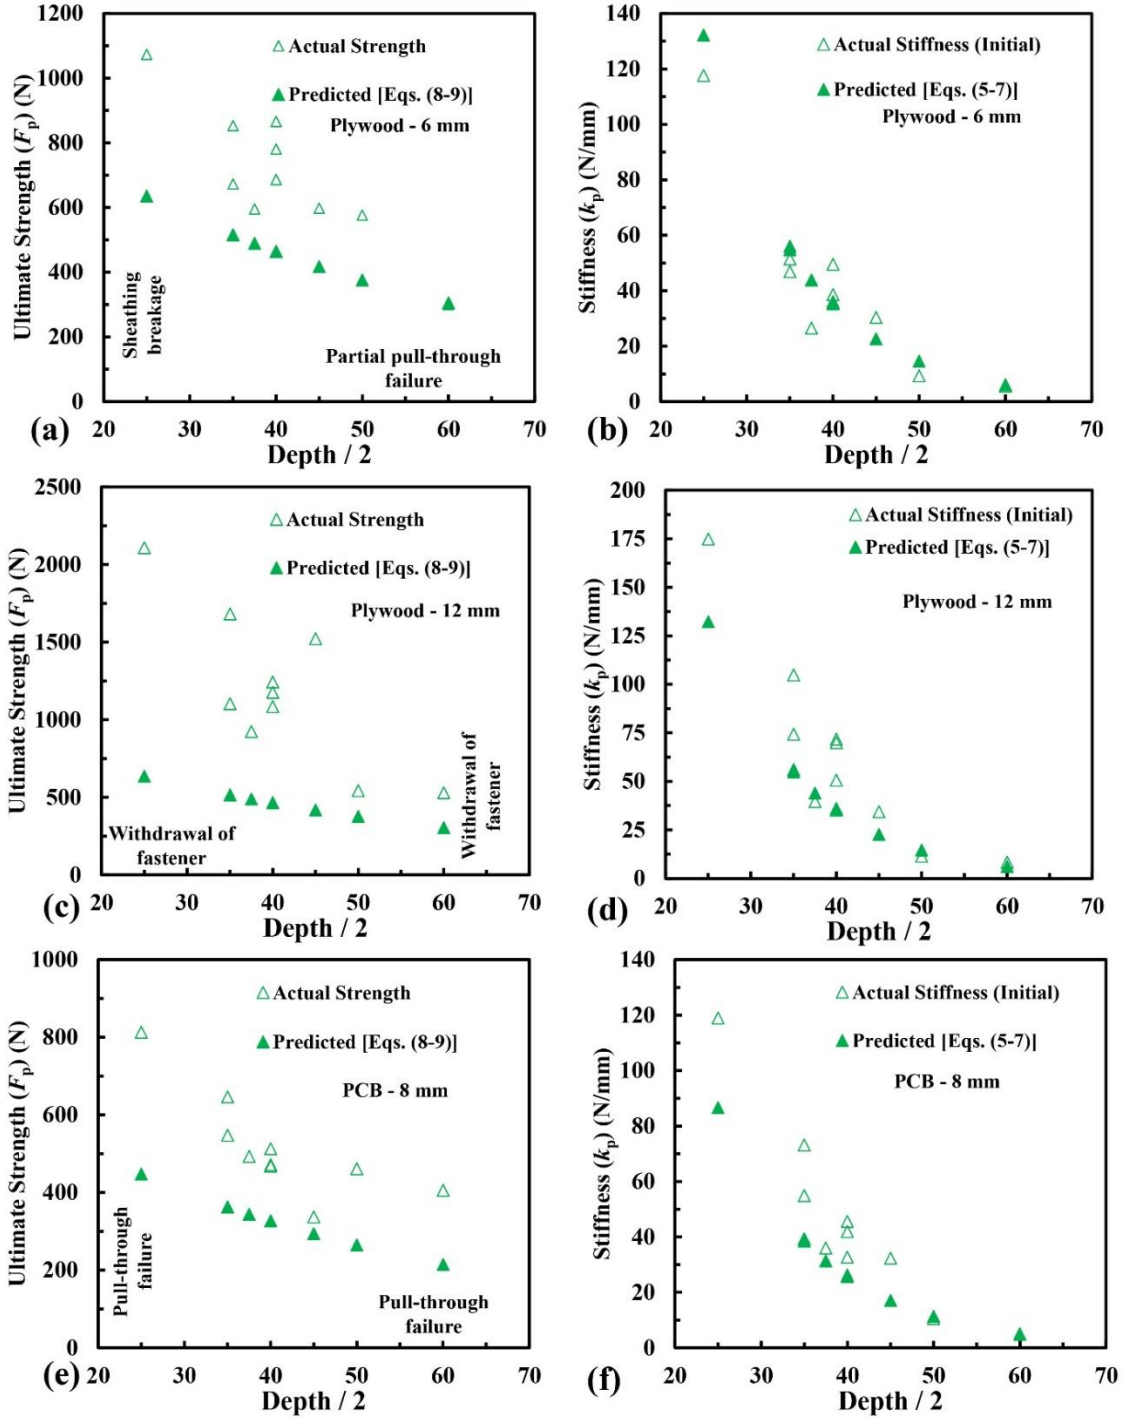 1200
1000
800
600
400
200
0
Ultimate Strength (Fp) (N)
Actual Strength
Predicted [Eqs. (8-9)]
Plywood - 6 mm
Sheathing
breakage
Partial pull-through
failure
20 30 40 50 60 70
(a)
Depth / 2
140
120
100
80
60
40
20
0
Stiffness (kp) (N/mm)
Actual Stiffness (Initial)
Predicted [Eqs. (5-7)]
Plywood - 6 mm
20 30 40 50 60 70
(b)
Depth / 2
2500
2000
1500
1000
500
0
Ultimate Strength (Fp) (N)
Actual Strength
Predicted [Eqs. (8-9)]
Plywood - 12 mm
Withdrawal of
fastener
Withdrawal of
fastener
(c) 20 30 40 50 60 70
Depth / 2
200
175
150
125
100
75
50
25
0
Stiffness (kp) (N/mm)
Actual Stiffness (Initial)
Predicted [Eqs. (5-7)]
Plywood - 12 mm
20 30 40 50 60 70
(d)
Depth / 2
1000
800
600
400
200
0
Ultimate Strength (Fp) (N)
Actual Strength
Predicted [Eqs. (8-9)]
PCB - 8 mm
Pull-through
failure
Pull-through
failure
(e) 20 30 40 50 60 70
Depth / 2
140
120
100
80
60
40
20
0
Stiffness (kp) (N/mm)
Actual Stiffness (Initial)
Predicted [Eqs. (5-7)]
PCB - 8 mm
(f) 20 30 40 50 60 70
Depth / 2